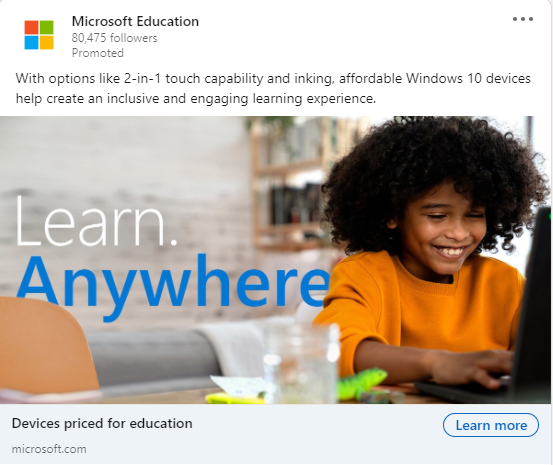 Microsoft Education
80,475 followers
Promoted
With options like 2-in-1 touch capability and inking, affordable Windows 10 devices
help create an inclusive and engaging learning experience.
Learn.
Anywhere
Devices priced for education
Learn more
microsoft.com